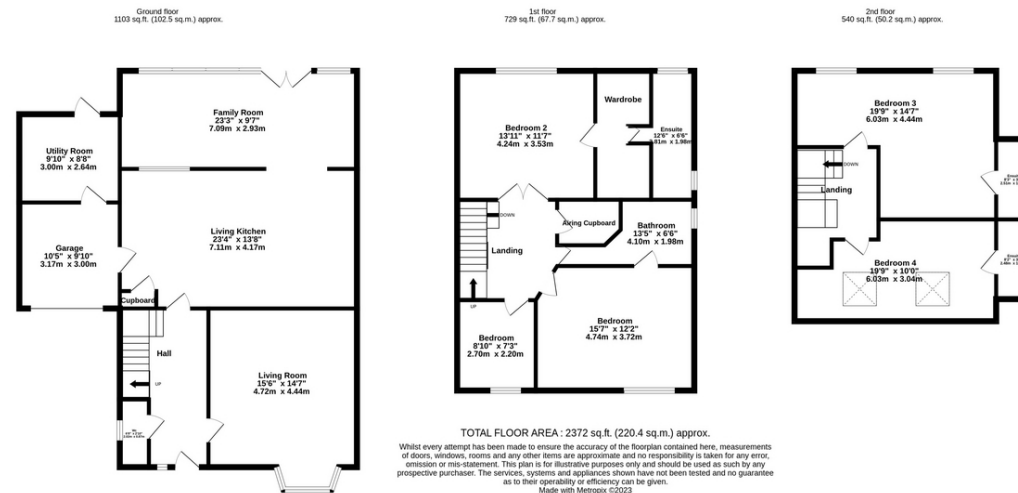 Ground floor
1103 sq.ft. (102.5 sq.m.) approx.
1st floor
729 sq.ft. (67.7 sq.m.) approx.
2nd floor
540 sq.ft. (50.2 sq.m.) approx.
Family Room
23'3" x 9'7"
7.09m x 2.93m
Utility Room
9'10" x 8'8"
3.00m x 2.64m
Living Kitchen
23'4" x 13'8"
7.11m x 4.17m
Garage
10'5" x 9'10"
3.17m x 3.00m
Cupboard
Hall
UP
Living Room
15'6" x 14'7"
4.72m x 4.44m
Wardrobe
Bedroom 2
13'11" x 11'7"
4.24m x 3.53m
Ensuite
12'6" x 6'6"
3.81m x 1.98m
DOWN
Airing Cupboard
Bathroom
13'5" x 6'6"
4.10m x 1.98m
Landing
UP
Bedroom
8'10" x 7'3"
2.70m x 2.20m
Bedroom
15'7" x 12'2"
4.74m x 3.72m
Bedroom 3
19'9" x 14'7"
6.03m x 4.44m
DOWN
Landing
Bedroom 4
19'9" x 10'0"
6.03m x 3.04m
TOTAL FLOOR AREA : 2372 sq.ft. (220.4 sq.m.) approx.
Whilst every attempt has been made to ensure the accuracy of the floorplan contained here, measurements
of doors, windows, rooms and any other items are approximate and no responsibility is taken for any error,
omission or mis-statement. This plan is for illustrative purposes only and should be used as such by any
prospective purchaser. The services, systems and appliances shown have not been tested and no guarantee
as to their operability or efficiency can be given.
Made with Metropix ©2023